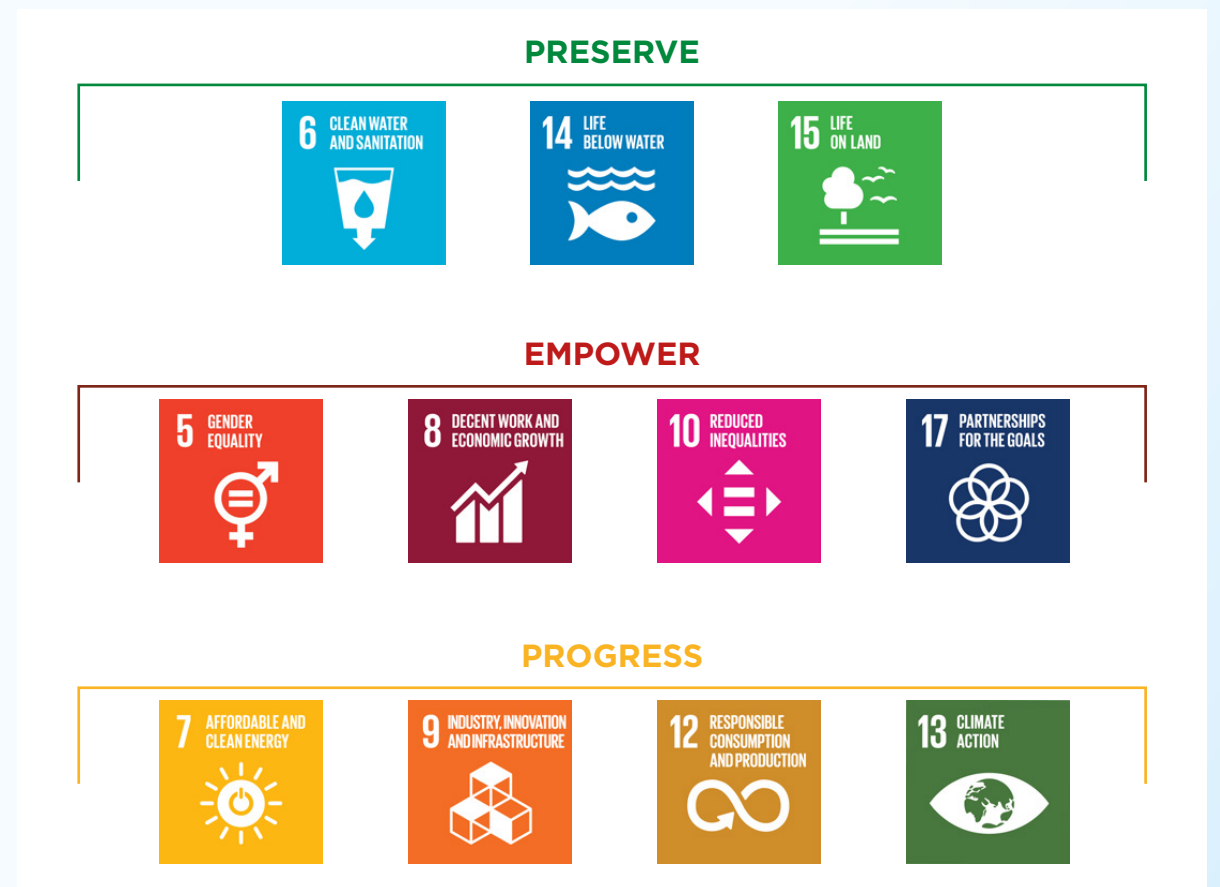 PRESERVE
6 CLEAN WATER
AND SANITATION
14 LIFE
BELOW WATER
15 LIFE
ON LAND
EMPOWER
5 GENDER
EQUALITY
8 DECENT WORK AND
ECONOMIC GROWTH
10 REDUCED
INEQUALITIES
17 PARTNERSHIPS
FOR THE GOALS
PROGRESS
7 AFFORDABLE AND
CLEAN ENERGY
9 INDUSTRY, INNOVATION
AND INFRASTRUCTURE
12 RESPONSIBLE
CONSUMPTION
AND PRODUCTION
13 CLIMATE
ACTION